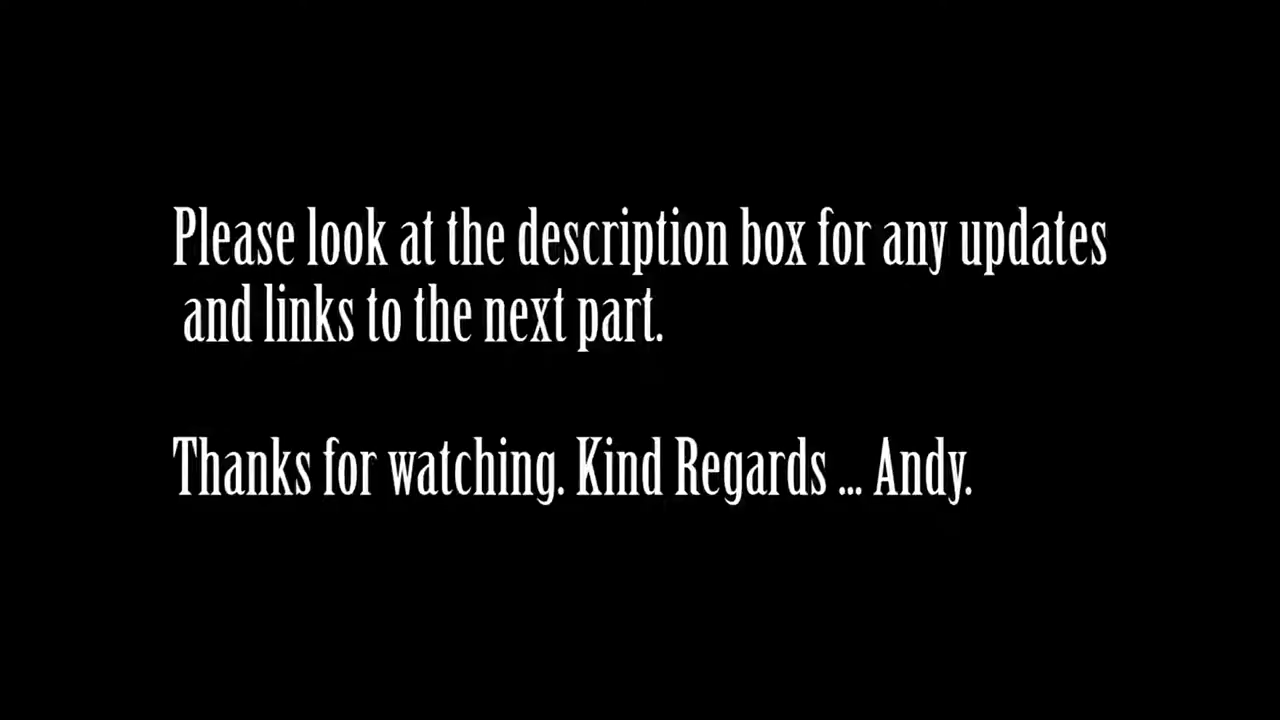 Please look at the description box for any updates
and links to the next part.
Thanks for watching. Kind Regards ... Andy.